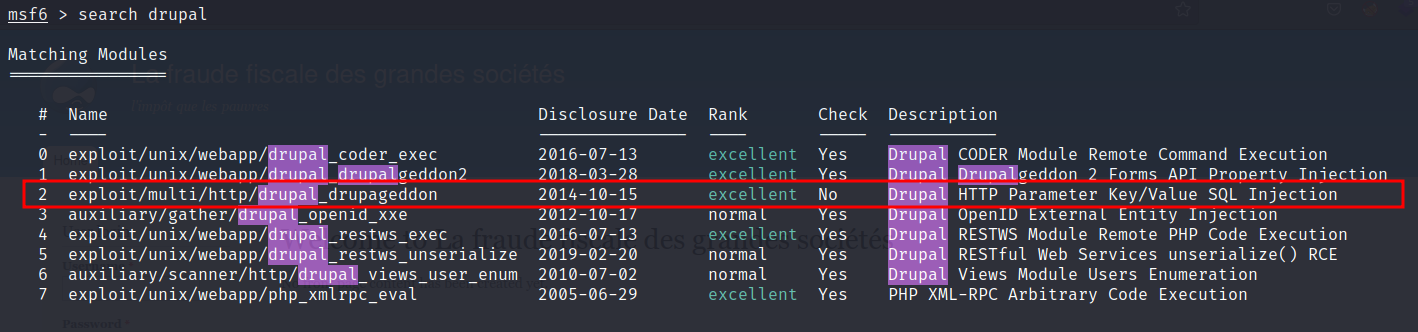 msf6 > search drupal
Matching Modules
================
La fraude fiscale des grandes sociétés
# Name Disclosure Date Rank Check Description
- ---- --------------- ---- ----- -----------
0 exploit/unix/webapp/drupal_coder_exec 2016-07-13 excellent Yes Drupal CODER Module Remote Command Execution
1 exploit/unix/webapp/drupal_drupalgeddon2 2018-03-28 excellent Yes Drupal Drupalgeddon 2 Forms API Property Injection
2 exploit/multi/http/drupal_drupageddon 2014-10-15 excellent No Drupal HTTP Parameter Key/Value SQL Injection
3 auxiliary/gather/drupal_openid_xxe 2012-10-17 normal Yes Drupal OpenID External Entity Injection
4 exploit/unix/webapp/drupal_restws_exec 2016-07-13 excellent Yes Drupal RESTWS Module Remote PHP Code Execution
5 exploit/unix/webapp/drupal_restws_unserialize 2019-02-20 normal Yes Drupal RESTful Web Services unserialize() RCE
6 auxiliary/scanner/http/drupal_views_user_enum 2010-07-02 normal Yes Drupal Views Module Users Enumeration
7 exploit/unix/webapp/php_xmlrpc_eval 2005-06-29 excellent Yes PHP XML-RPC Arbitrary Code Execution
Password *